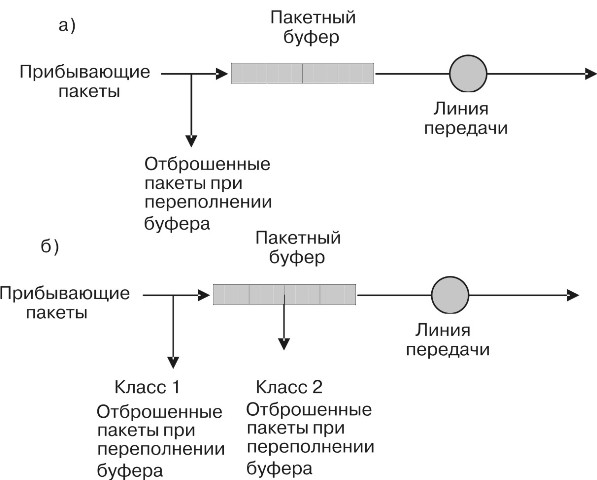 а)
Пакетный
буфер
Прибывающие
пакеты
Линия
передачи
Отброшенные
пакеты при
переполнении
буфера
б)
Пакетный
буфер
Прибывающие
пакеты
Линия
передачи
Класс 1
Отброшенные
пакеты при
переполнении
буфера
Класс 2
Отброшенные
пакеты при
переполнении
буфера